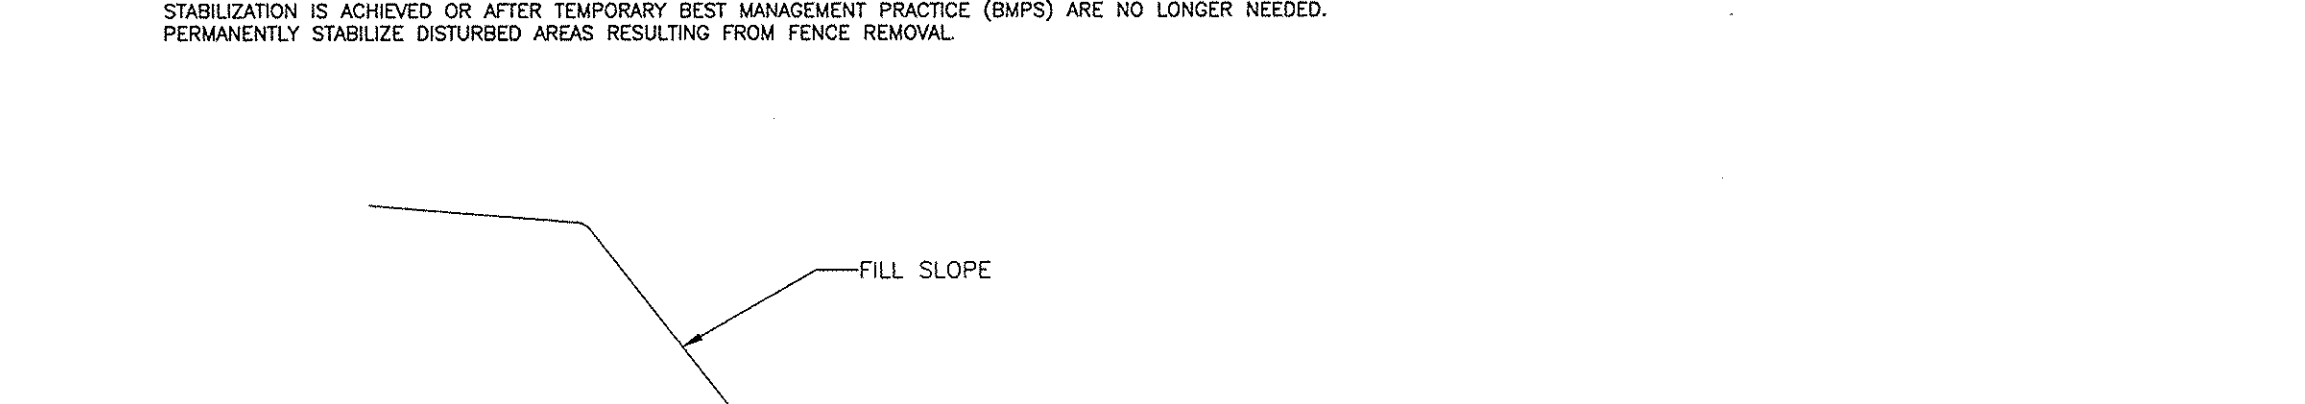 STABILIZATION IS ACHIEVED OR AFTER TEMPORARY BEST MANAGEMENT PRACTICE (BMPS) ARE NO LONGER NEEDED.
PERMANENTLY STABILIZE DISTURBED AREAS RESULTING FROM FENCE REMOVAL.
FILL SLOPE